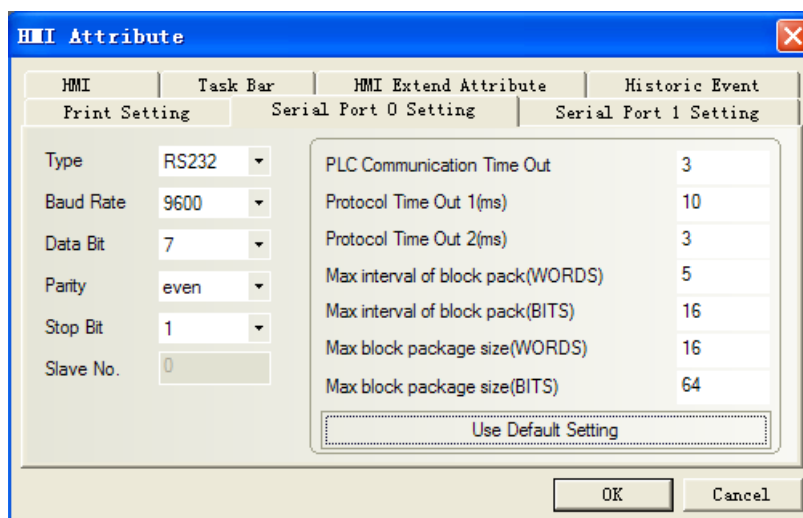 HMI Attribute
HMI Task Bar HMI Extend Attribute Historic Event
Print Setting Serial Port 0 Setting Serial Port 1 Setting
Type RS232
Baud Rate 9600
Data Bit 7
Parity even
Stop Bit 1
Slave No. 0
PLC Communication Time Out 3
Protocol Time Out 1(ms) 10
Protocol Time Out 2(ms) 3
Max interval of block pack(WORDS) 5
Max interval of block pack(BITS) 16
Max block package size(WORDS) 16
Max block package size(BITS) 64
Use Default Setting
OK Cancel